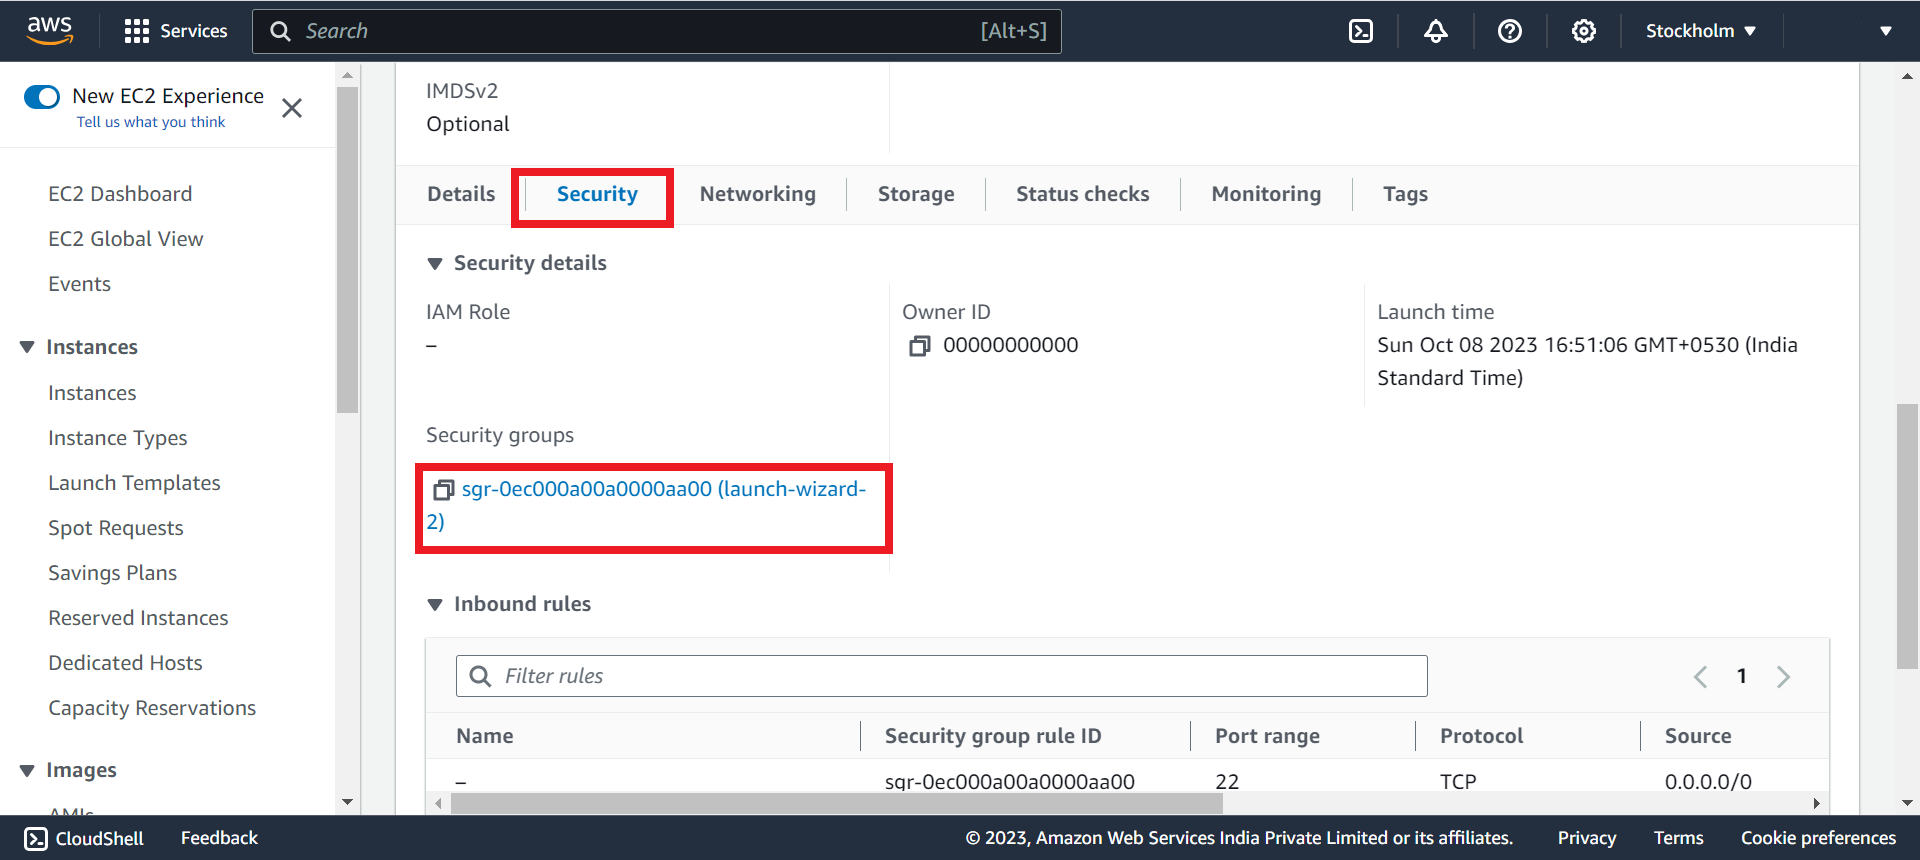 aws
Services
Search
[Alt+S]
Stockholm
New EC2 Experience
Tell us what you think
EC2 Dashboard
EC2 Global View
Events
Instances
Instances
Instance Types
Launch Templates
Spot Requests
Savings Plans
Reserved Instances
Dedicated Hosts
Capacity Reservations
Images
AMIs
IMDSv2
Optional
Details
Security
Networking
Storage
Status checks
Monitoring
Tags
Security details
IAM Role
–
Owner ID
00000000000
Launch time
Sun Oct 08 2023 16:51:06 GMT+0530 (India
Standard Time)
Security groups
sgr-0ec000a00a0000aa00 (launch-wizard-
2)
Inbound rules
Filter rules
1
Name
Security group rule ID
Port range
Protocol
Source
–
sgr-0ec000a00a0000aa00
22
TCP
0.0.0.0/0
CloudShell
Feedback
© 2023, Amazon Web Services India Private Limited or its affiliates.
Privacy
Terms
Cookie preferences